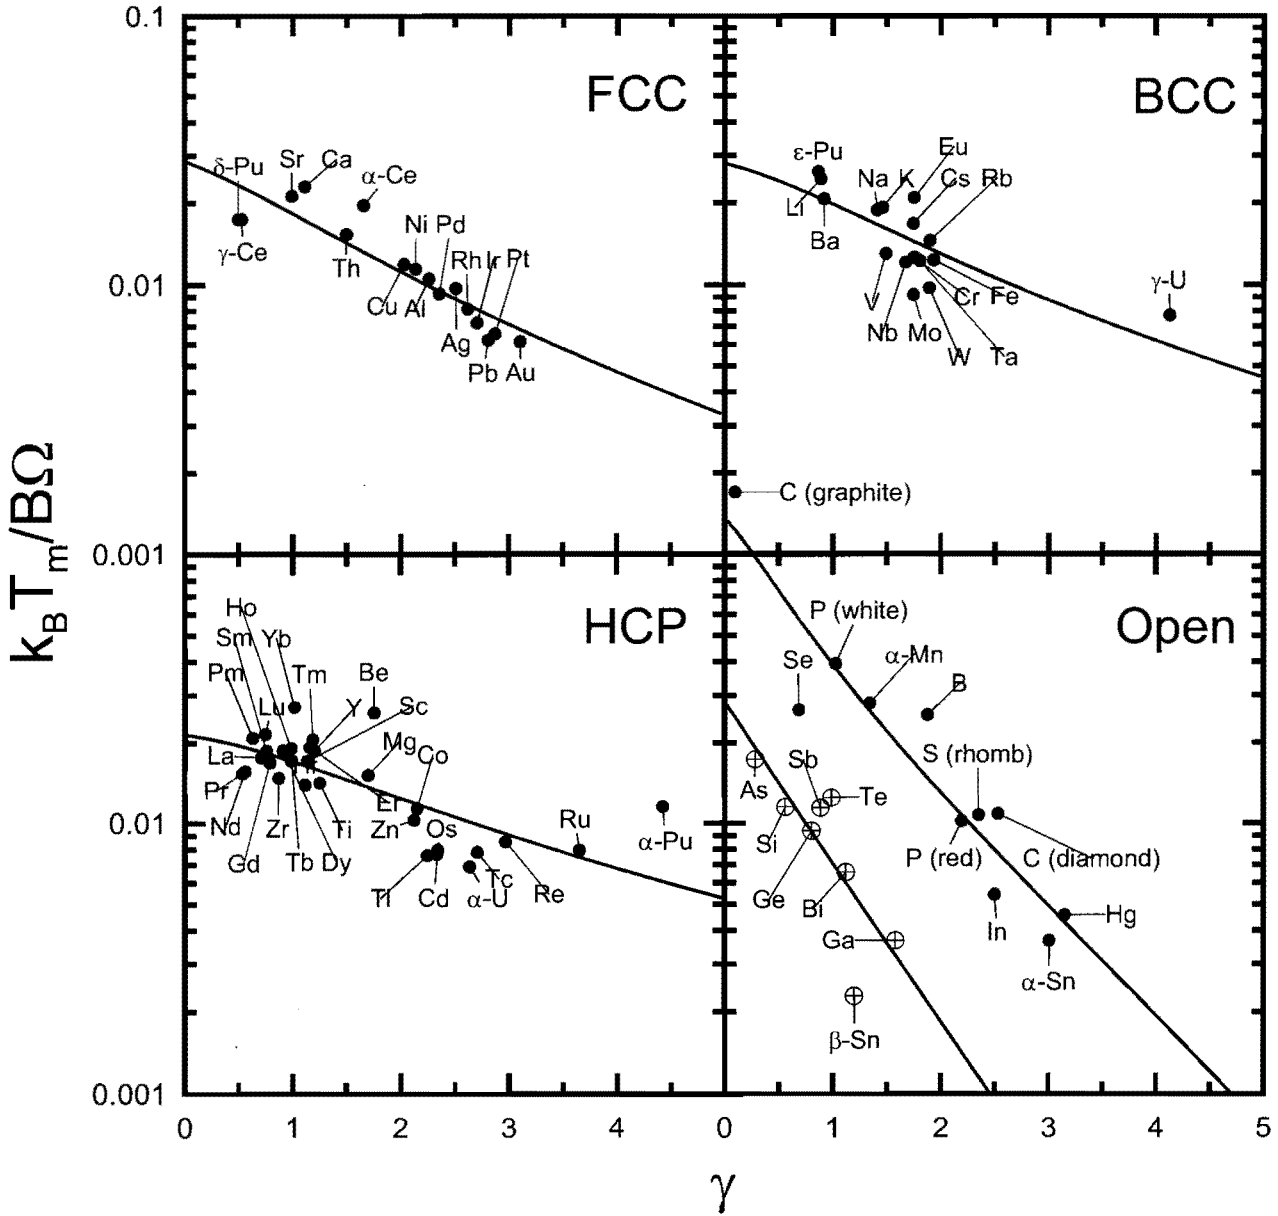 0.1
FCC
BCC
δ-Pu
Sr
Ca
α-Ce
γ-Ce
Th
Ni
Pd
Rh
Ir
Pt
Cu
Al
Ag
Pb
Au
ε-Pu
Li
Ba
Na
K
Eu
Cs
Rb
V
Nb
Mo
Cr
Fe
W
Ta
γ-U
0.01
C (graphite)
k_B T_m/BΩ
0.001
HCP
Open
Ho
Sm
Yb
Pm
Lu
Tm
Be
Y
Sc
La
Mg
Co
Pr
Er
Nd
Zr
Ti
Zn
Os
Ru
α-Pu
Gd
Tb
Dy
Tl
Cd
α-U
Tc
Re
P (white)
Se
α-Mn
B
S (rhomb)
Sb
As
Te
Si
P (red)
C (diamond)
Ge
Bi
In
Hg
Ga
α-Sn
β-Sn
0.01
0.001
0 1 2 3 4 0 1 2 3 4 5
γ